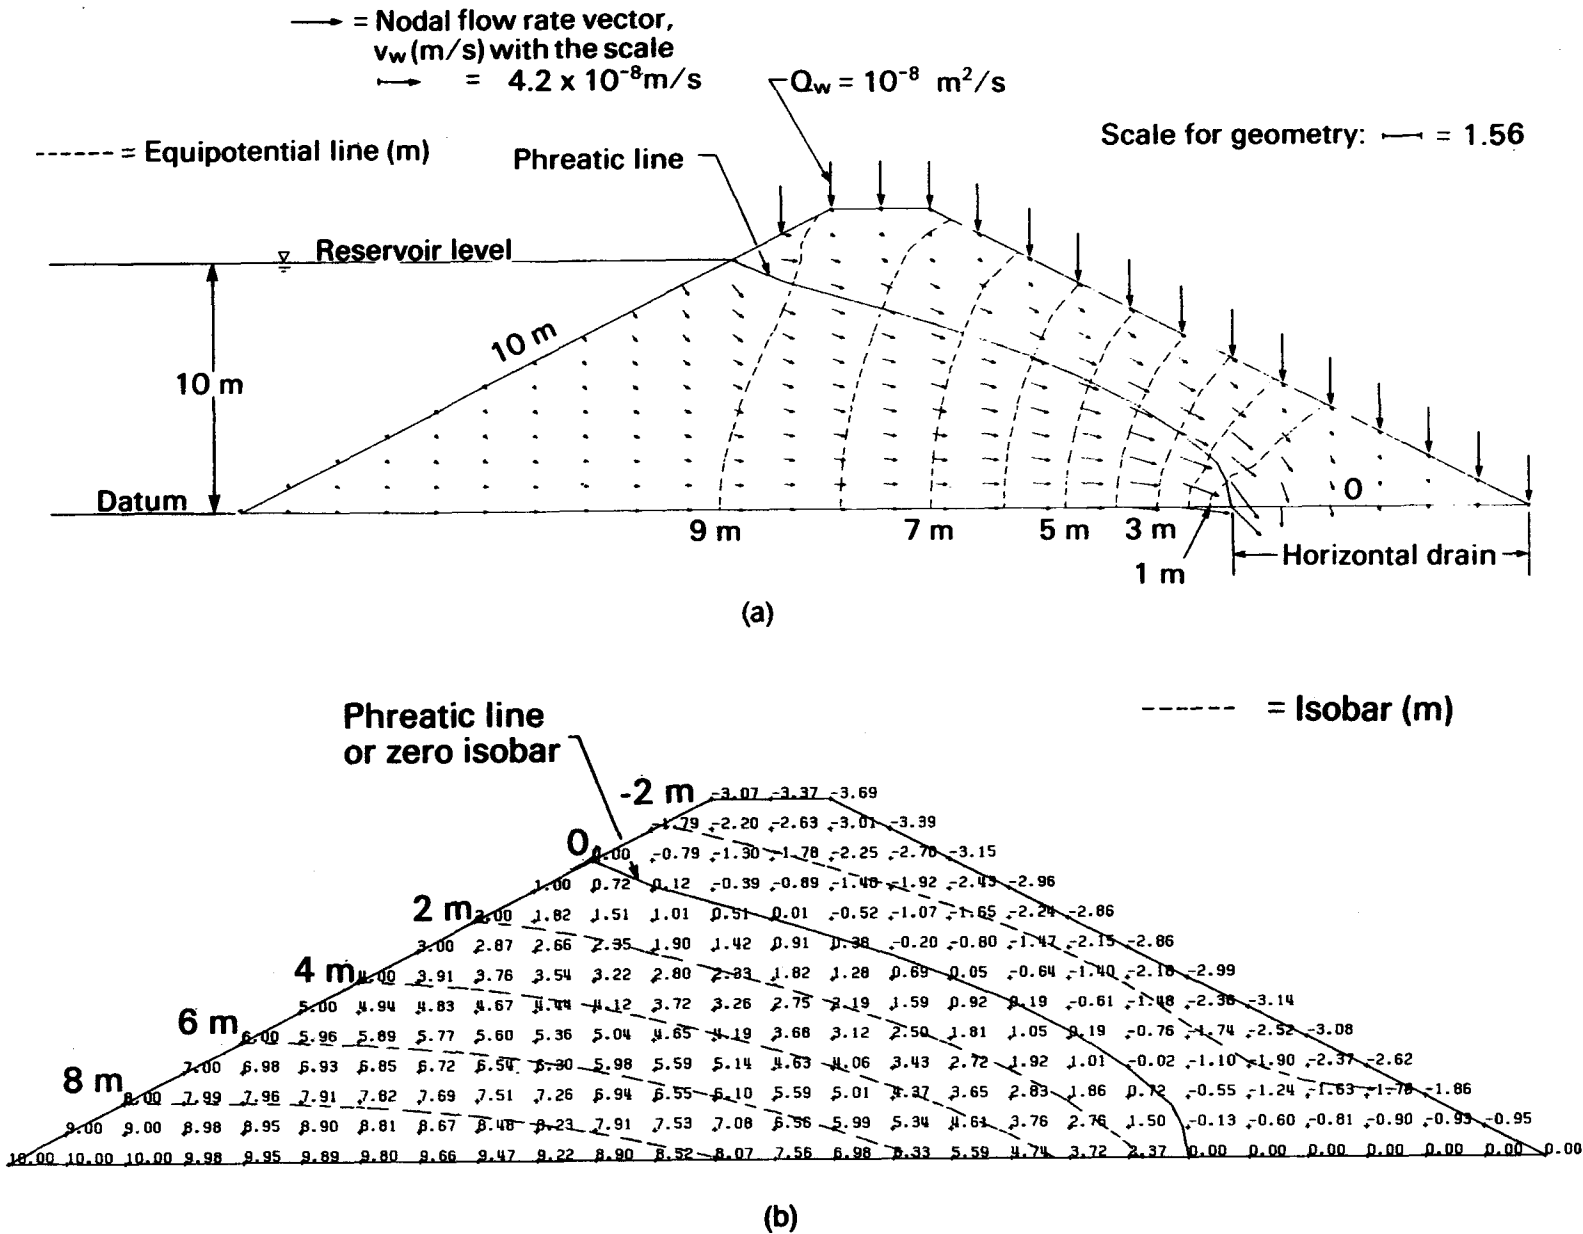 = Nodal flow rate vector,
v_w (m/s) with the scale
= 4.2 x 10⁻⁸m/s
Q_w = 10⁻⁸ m²/s
Scale for geometry: = 1.56
= Equipotential line (m)
Phreatic line
Reservoir level
10 m
10 m
Datum
0
9 m 7 m 5 m 3 m
1 m
Horizontal drain
(a)
Phreatic line
or zero isobar
= Isobar (m)
-2 m -3.07 -3.37 -3.69
-1.79 -2.20 -2.63 -3.01 -3.39
0 0.00 -0.79 -1.30 -1.78 -2.25 -2.70 -3.15
1.00 0.72 0.12 -0.39 -0.89 -1.40 -1.92 -2.43 -2.96
2 m 2.00 1.82 1.51 1.01 0.51 0.01 -0.52 -1.07 -1.65 -2.24 -2.86
3.00 2.87 2.66 2.35 1.90 1.42 0.91 0.38 -0.20 -0.80 -1.47 -2.15 -2.86
4 m 4.00 3.91 3.76 3.54 3.22 2.80 2.33 1.82 1.28 0.69 0.05 -0.64 -1.40 -2.18 -2.99
5.00 4.94 4.83 4.67 4.44 4.12 3.72 3.26 2.75 2.19 1.59 0.92 0.19 -0.61 -1.48 -2.36 -3.14
6 m 6.00 5.96 5.89 5.77 5.60 5.36 5.04 4.65 4.19 3.68 3.12 2.50 1.81 1.05 0.19 -0.76 -1.74 -2.52 -3.08
7.00 6.98 6.93 6.85 6.72 6.54 6.30 5.98 5.59 5.14 4.63 4.06 3.43 2.72 1.92 1.01 -0.02 -1.10 -1.90 -2.37 -2.62
8 m 8.00 7.99 7.96 7.91 7.82 7.69 7.51 7.26 6.94 6.55 6.10 5.59 5.01 4.37 3.65 2.83 1.86 0.72 -0.55 -1.24 -1.63 -1.78 -1.86
9.00 9.00 8.98 8.95 8.90 8.81 8.67 8.48 8.23 7.91 7.53 7.08 6.56 5.99 5.34 4.61 3.76 2.76 1.50 -0.13 -0.60 -0.81 -0.90 -0.93 -0.95
10.00 10.00 10.00 9.98 9.95 9.89 9.80 9.66 9.47 9.22 8.90 8.52 8.07 7.56 6.98 6.33 5.59 4.74 3.72 2.37 0.00 0.00 0.00 0.00 0.00 0.00 0.00
(b)